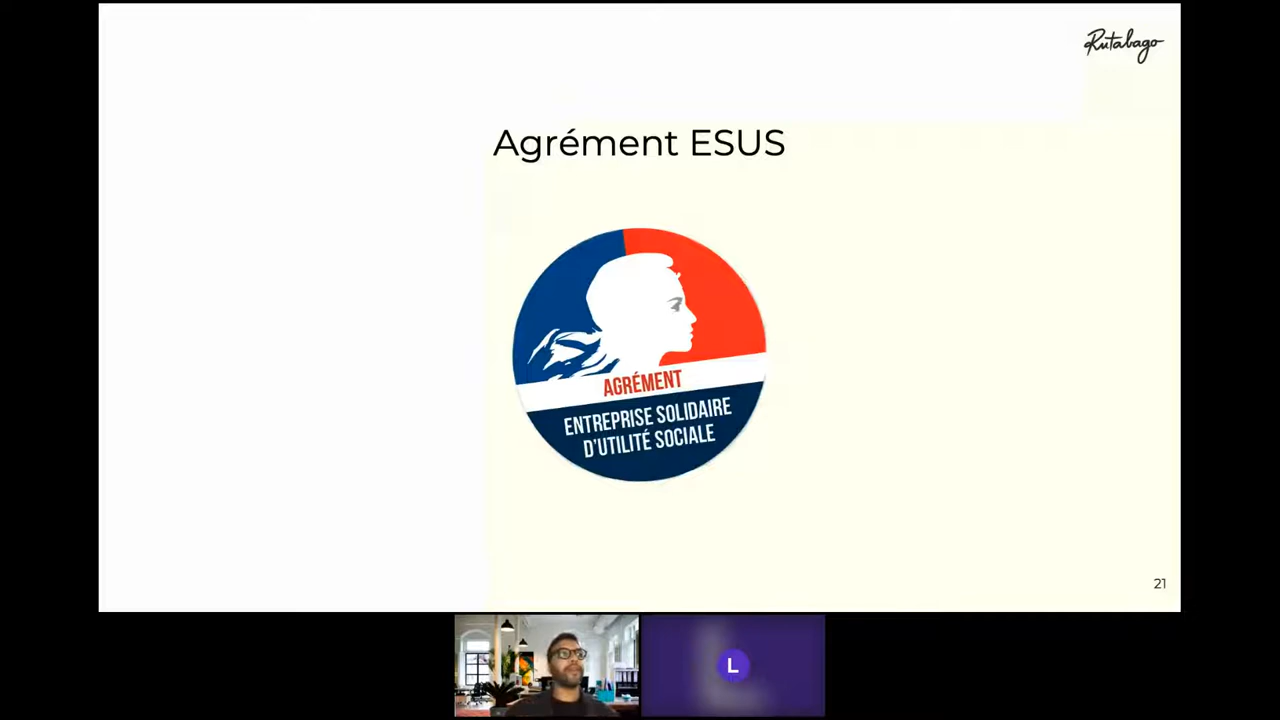 Rutabago
Agrément ESUS
AGRÉMENT
ENTREPRISE SOLIDAIRE
D'UTILITÉ SOCIALE
21
L